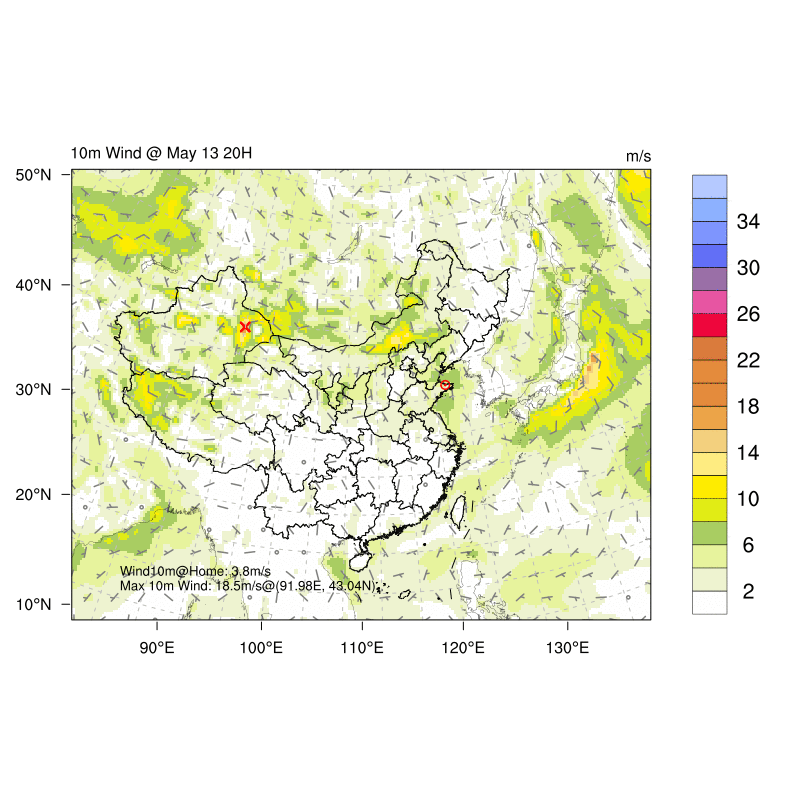 10m Wind @ May 13 20H
m/s
50°N
40°N
30°N
20°N
10°N
90°E
100°E
110°E
120°E
130°E
34
30
26
22
18
14
10
6
2
Wind10m@Home: 3.8m/s
Max 10m Wind: 18.5m/s@(91.98E, 43.04N)